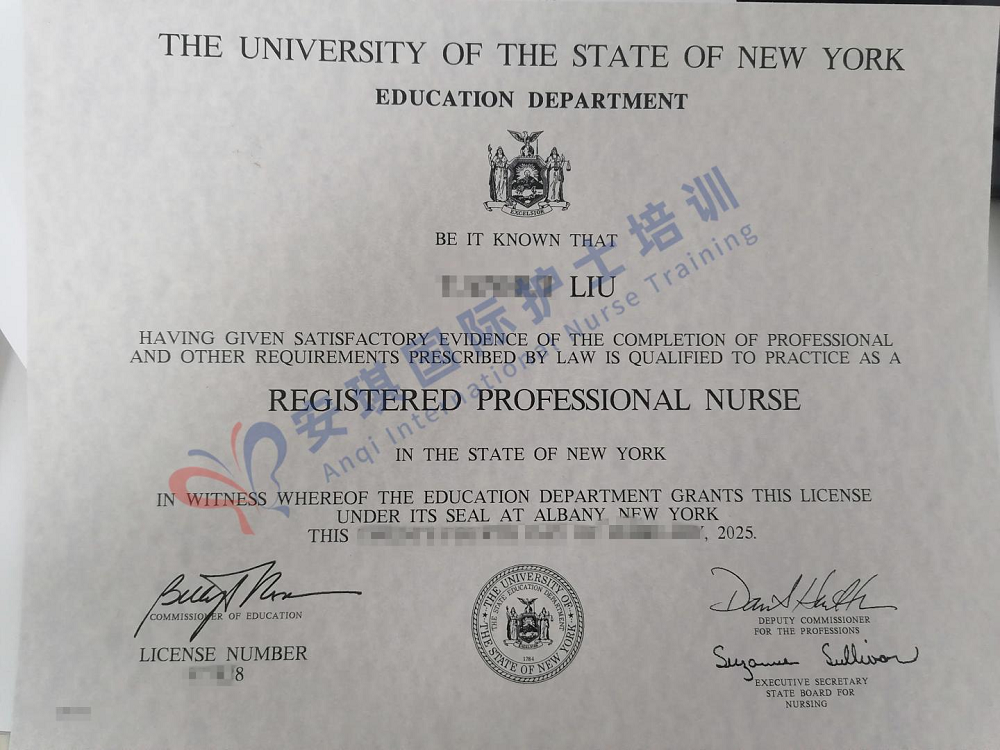 THE UNIVERSITY OF THE STATE OF NEW YORK
EDUCATION DEPARTMENT
EXCELSIOR
BE IT KNOWN THAT
LIU
HAVING GIVEN SATISFACTORY EVIDENCE OF THE COMPLETION OF PROFESSIONAL
AND OTHER REQUIREMENTS PRESCRIBED BY LAW IS QUALIFIED TO PRACTICE AS A
REGISTERED PROFESSIONAL NURSE
IN THE STATE OF NEW YORK
IN WITNESS WHEREOF THE EDUCATION DEPARTMENT GRANTS THIS LICENSE
UNDER ITS SEAL AT ALBANY, NEW YORK
THIS , 2025.
安琪国际护士培训
Anqi International Nurse Training
COMMISSIONER OF EDUCATION
LICENSE NUMBER
8
THE UNIVERSITY OF THE STATE OF NEW YORK
THE STATE EDUCATION DEPARTMENT
1784
DEPUTY COMMISSIONER
FOR THE PROFESSIONS
Suzanne Sullivan
EXECUTIVE SECRETARY
STATE BOARD FOR
NURSING